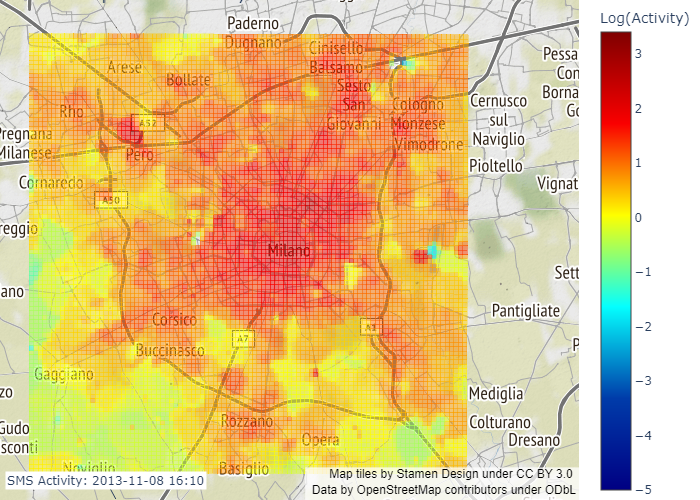 Paderno
Dugnano
Cinisello
Balsamo
Arese
Bollate
Sesto
San
Giovanni
Rho
A52
Cologno
Monzese
Vimodrone
Cernusco
sul
Naviglio
Pioltello
Pessa
Con
Borna
Go
Pregnana
Milanese
Pero
Cornaredo
A50
Vignat
reggio
Milano
Sett
ano
Pantigliate
Corsico
A7
A1
Buccinasco
P
Gaggiano
zo
Mediglia
Rozzano
Colturano
Gudo
sconti
Opera
Dresano
Noviglio
Basiglio
SMS Activity: 2013-11-08 16:10
Map tiles by Stamen Design under CC BY 3.0
Data by OpenStreetMap contributors under ODbL
Log(Activity)
3
2
1
0
−1
−2
−3
−4
−5